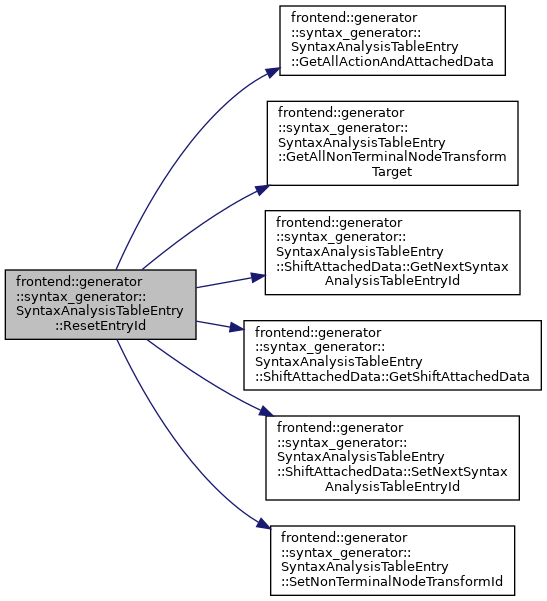 frontend::generator
::syntax_generator::
SyntaxAnalysisTableEntry
::ResetEntryId
frontend::generator
::syntax_generator::
SyntaxAnalysisTableEntry
::GetAllActionAndAttachedData
frontend::generator
::syntax_generator::
SyntaxAnalysisTableEntry
::GetAllNonTerminalNodeTransform
Target
frontend::generator
::syntax_generator::
SyntaxAnalysisTableEntry
::ShiftAttachedData::GetNextSyntax
AnalysisTableEntryId
frontend::generator
::syntax_generator::
SyntaxAnalysisTableEntry
::ShiftAttachedData::GetShiftAttachedData
frontend::generator
::syntax_generator::
SyntaxAnalysisTableEntry
::ShiftAttachedData::SetNextSyntax
AnalysisTableEntryId
frontend::generator
::syntax_generator::
SyntaxAnalysisTableEntry
::SetNonTerminalNodeTransformId